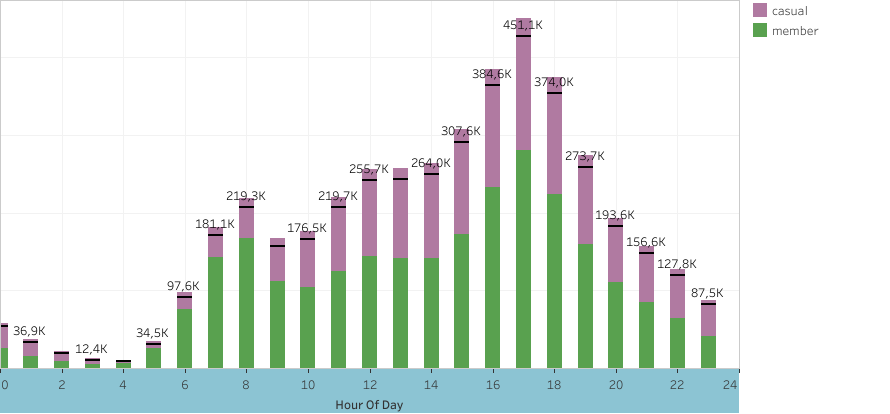 casual
member
451,1K
384,6K
374,0K
307,6K
273,7K
255,7K
264,0K
219,3K
219,7K
193,6K
181,1K
176,5K
156,6K
127,8K
97,6K
87,5K
36,9K
34,5K
12,4K
0 2 4 6 8 10 12 14 16 18 20 22 24
Hour Of Day